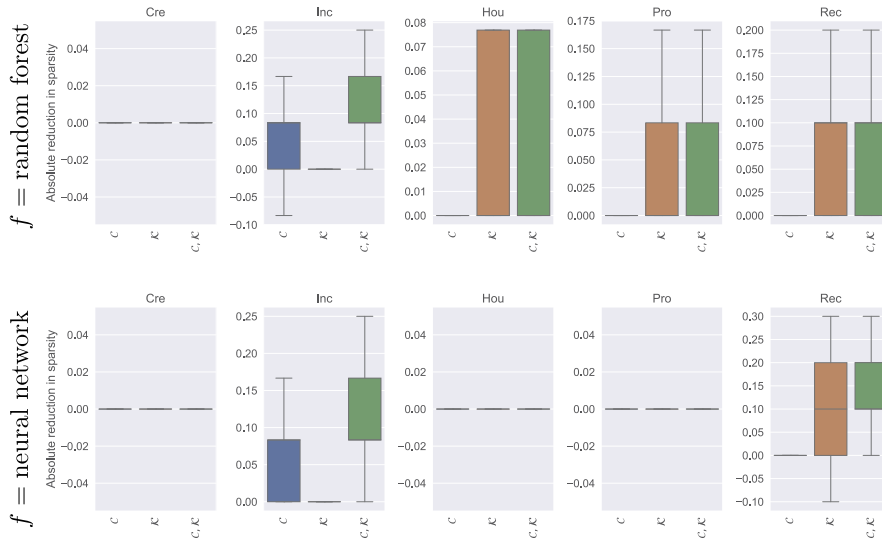 f = random forest
Absolute reduction in sparsity
Cre
0.04
0.02
0.00
−0.02
−0.04
C
K
C, K
Inc
0.25
0.20
0.15
0.10
0.05
0.00
−0.05
−0.10
C
K
C, K
Hou
0.08
0.07
0.06
0.05
0.04
0.03
0.02
0.01
0.00
C
K
C, K
Pro
0.175
0.150
0.125
0.100
0.075
0.050
0.025
0.000
C
K
C, K
Rec
0.200
0.175
0.150
0.125
0.100
0.075
0.050
0.025
0.000
C
K
C, K
f = neural network
Absolute reduction in sparsity
Cre
0.04
0.02
0.00
−0.02
−0.04
C
K
C, K
Inc
0.25
0.20
0.15
0.10
0.05
0.00
C
K
C, K
Hou
0.04
0.02
0.00
−0.02
−0.04
C
K
C, K
Pro
0.04
0.02
0.00
−0.02
−0.04
C
K
C, K
Rec
0.30
0.25
0.20
0.15
0.10
0.05
0.00
−0.05
−0.10
C
K
C, K